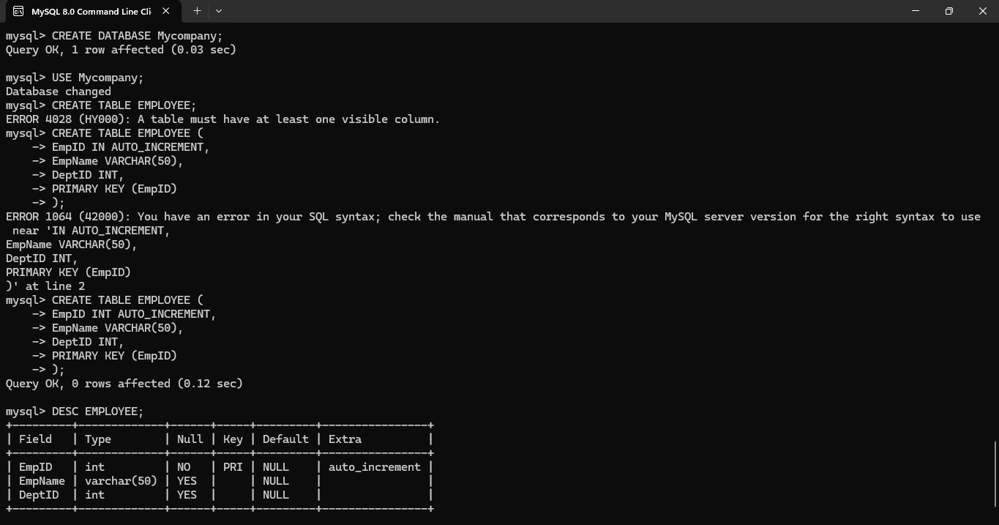 MySQL 8.0 Command Line Cli
mysql> CREATE DATABASE Mycompany;
Query OK, 1 row affected (0.03 sec)
mysql> USE Mycompany;
Database changed
mysql> CREATE TABLE EMPLOYEE;
ERROR 4028 (HY000): A table must have at least one visible column.
mysql> CREATE TABLE EMPLOYEE (
    -> EmpID IN AUTO_INCREMENT,
    -> EmpName VARCHAR(50),
    -> DeptID INT,
    -> PRIMARY KEY (EmpID)
    -> );
ERROR 1064 (42000): You have an error in your SQL syntax; check the manual that corresponds to your MySQL server version for the right syntax to use
 near 'IN AUTO_INCREMENT,
EmpName VARCHAR(50),
DeptID INT,
PRIMARY KEY (EmpID)
)' at line 2
mysql> CREATE TABLE EMPLOYEE (
    -> EmpID INT AUTO_INCREMENT,
    -> EmpName VARCHAR(50),
    -> DeptID INT,
    -> PRIMARY KEY (EmpID)
    -> );
Query OK, 0 rows affected (0.12 sec)
mysql> DESC EMPLOYEE;
+---------+-------------+------+-----+---------+----------------+
| Field   | Type        | Null | Key | Default | Extra          |
+---------+-------------+------+-----+---------+----------------+
| EmpID   | int         | NO   | PRI | NULL    | auto_increment |
| EmpName | varchar(50) | YES  |     | NULL    |                |
| DeptID  | int         | YES  |     | NULL    |                |
+---------+-------------+------+-----+---------+----------------+